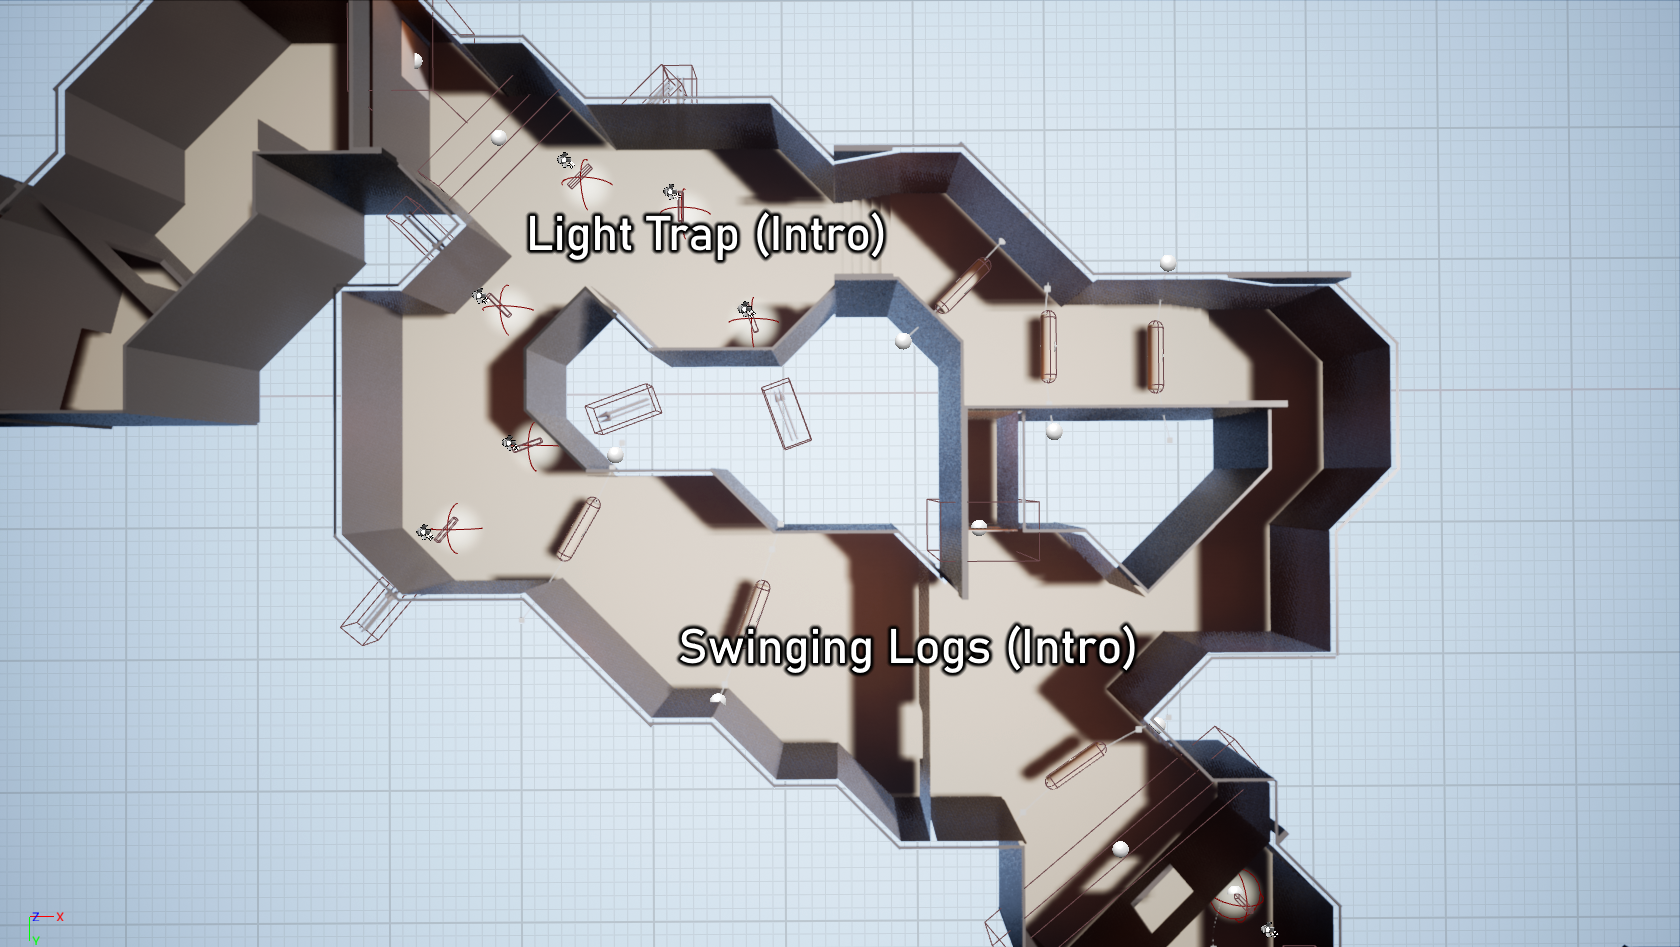 Light Trap (Intro)
Swinging Logs (Intro)
Z X
Y